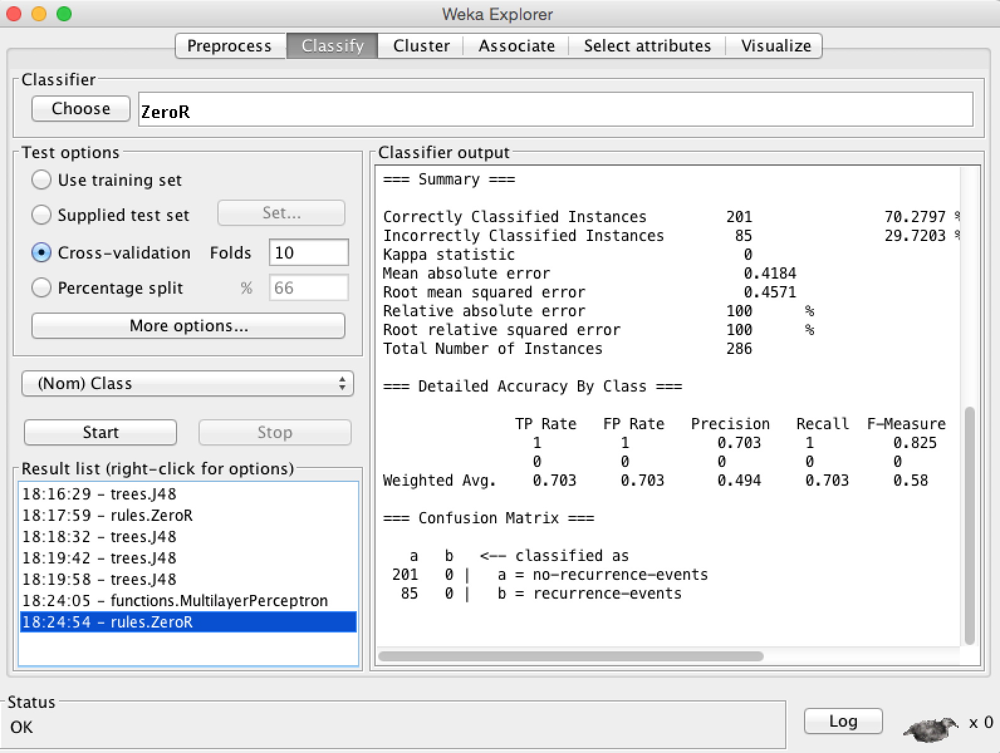 Weka Explorer
Preprocess Classify Cluster Associate Select attributes Visualize
Classifier
Choose ZeroR
Test options
Use training set
Supplied test set Set...
Cross-validation Folds 10
Percentage split % 66
More options...
(Nom) Class
Start Stop
Result list (right-click for options)
18:16:29 - trees.J48
18:17:59 - rules.ZeroR
18:18:32 - trees.J48
18:19:42 - trees.J48
18:19:58 - trees.J48
18:24:05 - functions.MultilayerPerceptron
18:24:54 - rules.ZeroR
Classifier output
=== Summary ===
Correctly Classified Instances 201 70.2797 %
Incorrectly Classified Instances 85 29.7203 %
Kappa statistic 0
Mean absolute error 0.4184
Root mean squared error 0.4571
Relative absolute error 100 %
Root relative squared error 100 %
Total Number of Instances 286
=== Detailed Accuracy By Class ===
TP Rate FP Rate Precision Recall F-Measure
1 1 0.703 1 0.825
0 0 0 0 0
Weighted Avg. 0.703 0.703 0.494 0.703 0.58
=== Confusion Matrix ===
a b <-- classified as
201 0 | a = no-recurrence-events
85 0 | b = recurrence-events
Status
OK
Log x 0